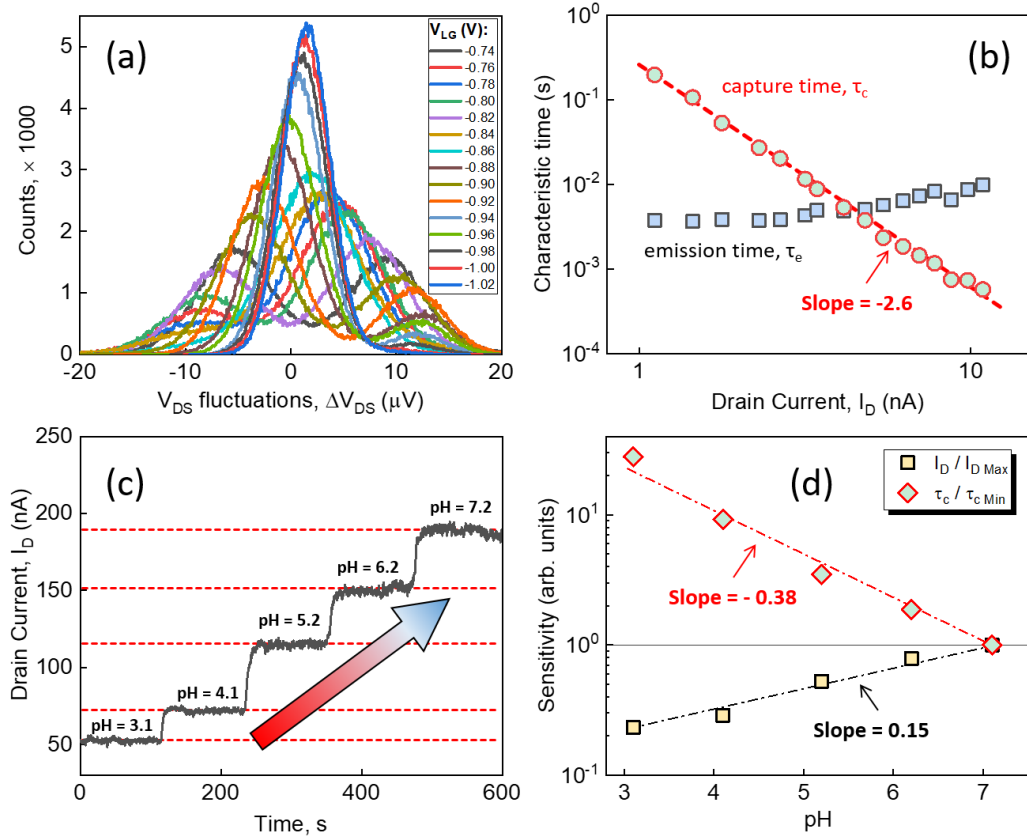 (a)
V_LG (V):
-0.74
-0.76
-0.78
-0.80
-0.82
-0.84
-0.86
-0.88
-0.90
-0.92
-0.94
-0.96
-0.98
-1.00
-1.02
Counts, × 1000
5
4
3
2
1
0
-20
-10
0
10
20
V_DS fluctuations, ΔV_DS (μV)
(b)
Characteristic time (s)
10^0
10^-1
10^-2
10^-3
10^-4
capture time, τ_c
emission time, τ_e
Slope = -2.6
1
10
Drain Current, I_D (nA)
(c)
Drain Current, I_D (nA)
250
200
150
100
50
pH = 7.2
pH = 6.2
pH = 5.2
pH = 4.1
pH = 3.1
0
200
400
600
Time, s
(d)
I_D / I_D Max
τ_c / τ_c Min
Sensitivity (arb. units)
10^1
10^0
10^-1
Slope = - 0.38
Slope = 0.15
3
4
5
6
7
pH